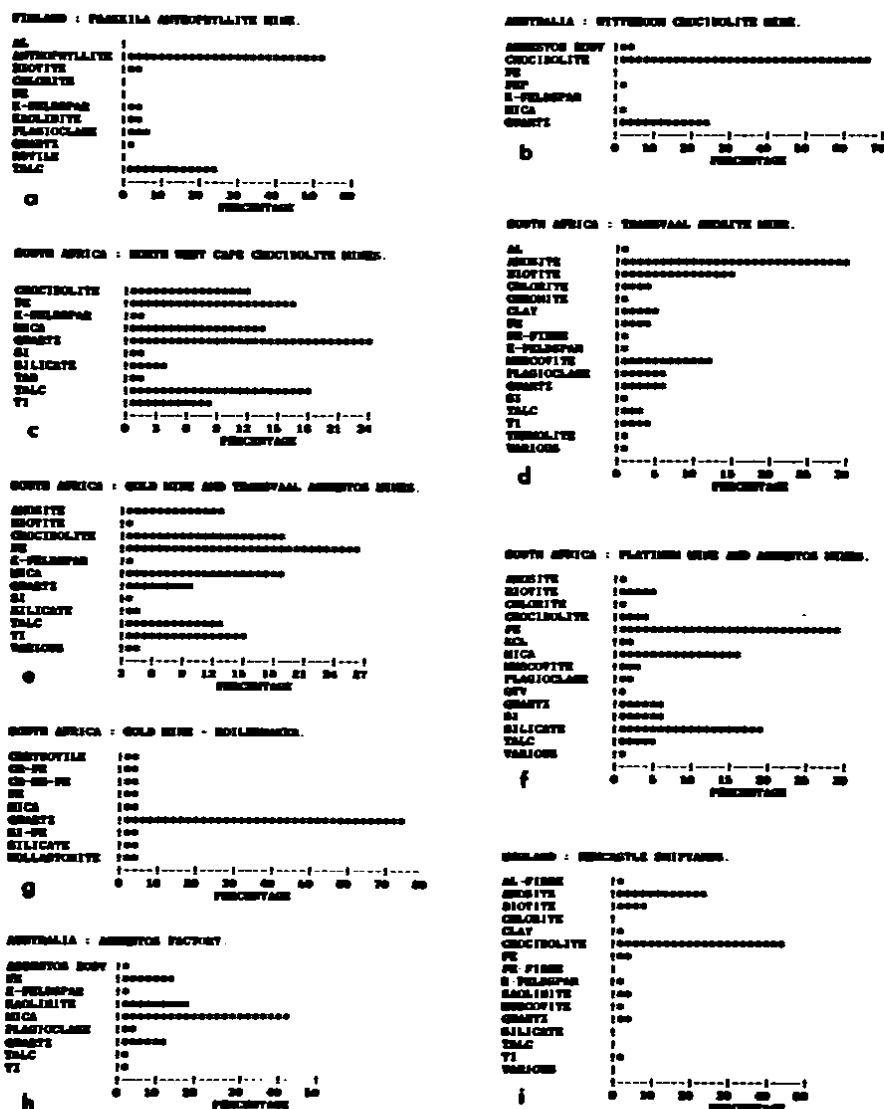 FINLAND : PAAKKILA ANTHOPHYLLITE MINE.
AL
ANTHOPHYLLITE
BIOTITE
CHLORITE
FE
K-FELDSPAR
KAOLINITE
PLAGIOCLASE
QUARTZ
RUTILE
TALC
0 10 20 30 40 50 60
PERCENTAGE
a
SOUTH AFRICA : NORTH WEST CAPE CROCIDOLITE MINES.
CROCIDOLITE
FE
K-FELDSPAR
MICA
QUARTZ
SI
SILICATE
TALC
TI
0 3 6 9 12 15 18 21 24
PERCENTAGE
c
SOUTH AFRICA : GOLD MINE AND TRANSVAAL ASBESTOS MINES.
AMOSITE
BIOTITE
CROCIDOLITE
FE
K-FELDSPAR
MICA
QUARTZ
SI
SILICATE
TALC
TI
VARIOUS
6 9 12 15 18 21 24 27
PERCENTAGE
e
SOUTH AFRICA : GOLD MINE - BOILERMAKER.
CHRYSOTILE
CR-FE
FE
MICA
QUARTZ
SI-FE
SILICATE
WOLLASTONITE
0 10 20 30 40 50 60 70 80
PERCENTAGE
g
AUSTRALIA : ASBESTOS FACTORY.
ASBESTOS BODY
FE
K-FELDSPAR
KAOLINITE
MICA
PLAGIOCLASE
QUARTZ
TALC
TI
0 10 20 30 40 50
PERCENTAGE
h
AUSTRALIA : WITTENOOM CROCIDOLITE MINE.
ASBESTOS BODY
CROCIDOLITE
FE
K-FELDSPAR
MICA
QUARTZ
0 10 20 30 40 50 60 70
PERCENTAGE
b
SOUTH AFRICA : TRANSVAAL AMOSITE MINE.
AL
AMOSITE
BIOTITE
CHLORITE
CHROMITE
CLAY
FE
FE-FIBRE
K-FELDSPAR
MUSCOVITE
PLAGIOCLASE
QUARTZ
SI
TALC
TI
TREMOLITE
VARIOUS
0 5 10 15 20 25 30
PERCENTAGE
d
SOUTH AFRICA : PLATINUM MINE AND ASBESTOS MINES.
AMOSITE
BIOTITE
CHLORITE
CROCIDOLITE
FE
KCL
MICA
MUSCOVITE
PLAGIOCLASE
QUARTZ
SI
SILICATE
TALC
VARIOUS
0 5 10 15 20 25 30
PERCENTAGE
f
ENGLAND : NEWCASTLE SHIPYARDS.
AL-FIBRE
AMOSITE
BIOTITE
CHLORITE
CLAY
CROCIDOLITE
FE
FE-FIBRE
K-FELDSPAR
KAOLINITE
MUSCOVITE
QUARTZ
SILICATE
TALC
TI
VARIOUS
0 10 20 30 40 50
PERCENTAGE
i